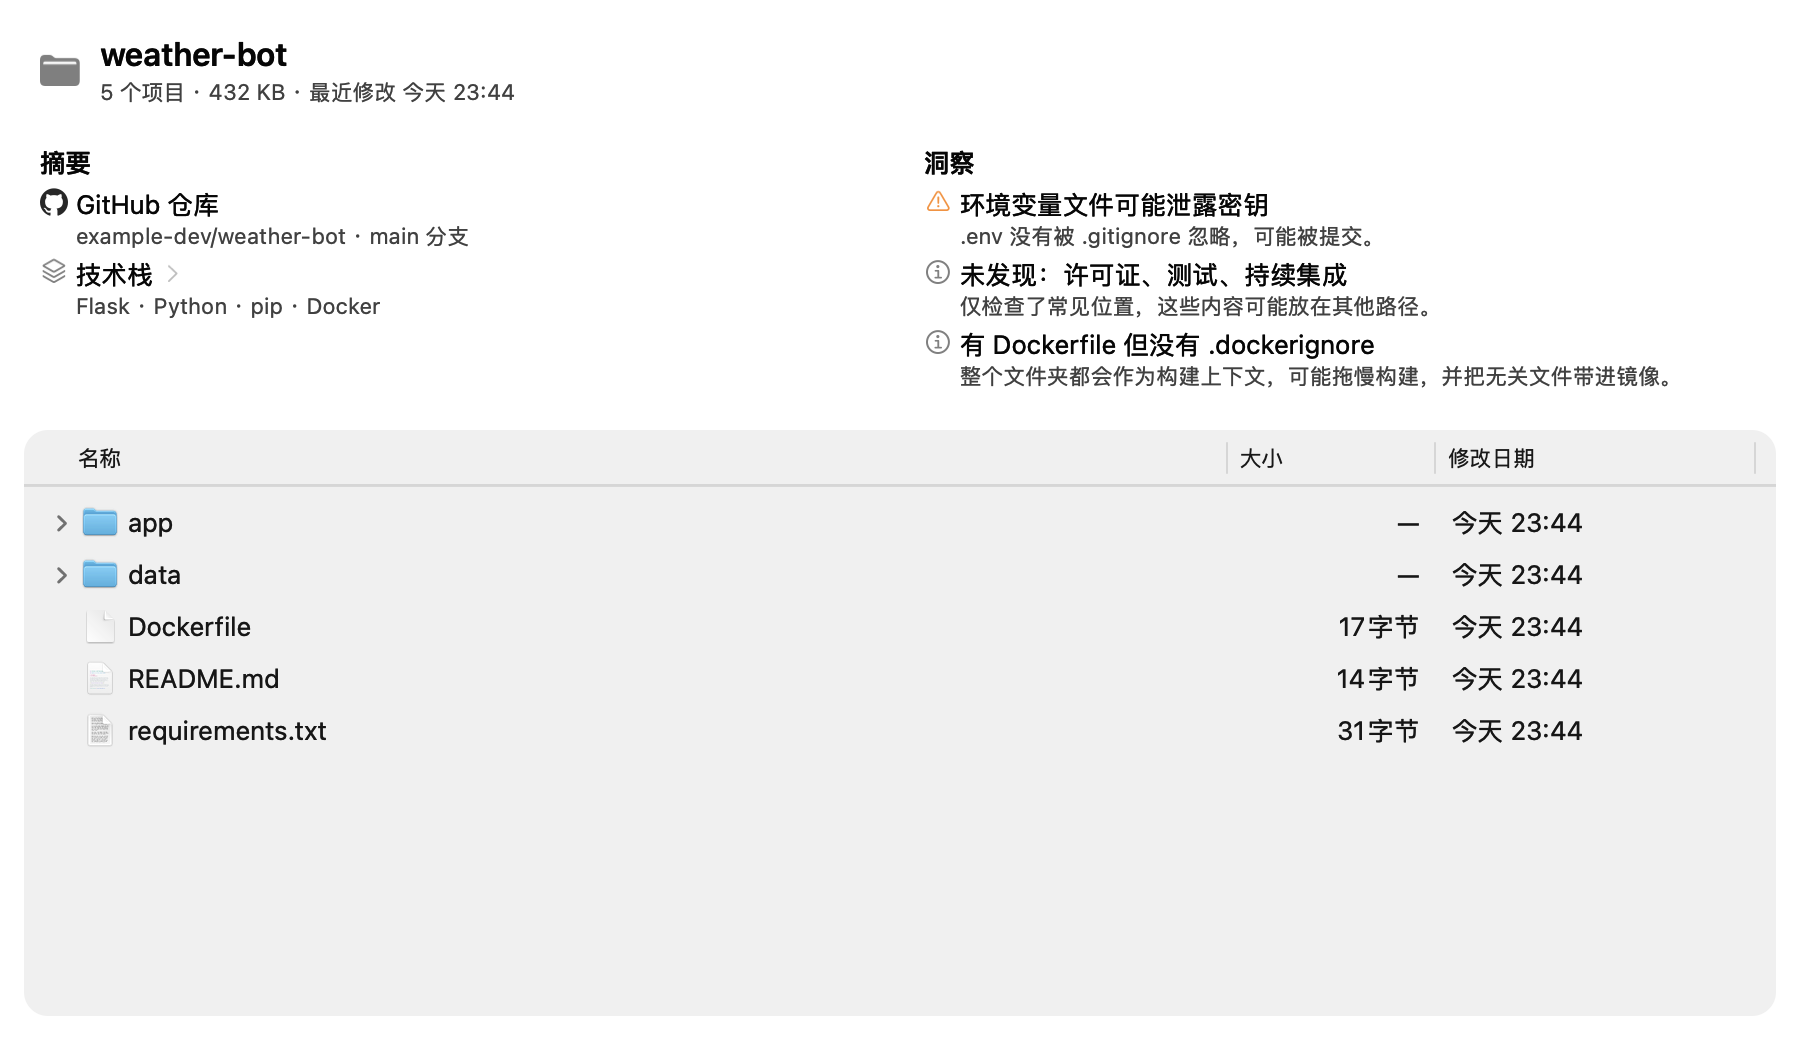 weather-bot
5 个项目 · 432 KB · 最近修改 今天 23:44
摘要
GitHub 仓库
example-dev/weather-bot · main 分支
技术栈
Flask · Python · pip · Docker
洞察
环境变量文件可能泄露密钥
.env 没有被 .gitignore 忽略，可能被提交。
未发现：许可证、测试、持续集成
仅检查了常见位置，这些内容可能放在其他路径。
有 Dockerfile 但没有 .dockerignore
整个文件夹都会作为构建上下文，可能拖慢构建，并把无关文件带进镜像。
名称 大小 修改日期
app — 今天 23:44
data — 今天 23:44
Dockerfile 17字节 今天 23:44
README.md 14字节 今天 23:44
requirements.txt 31字节 今天 23:44